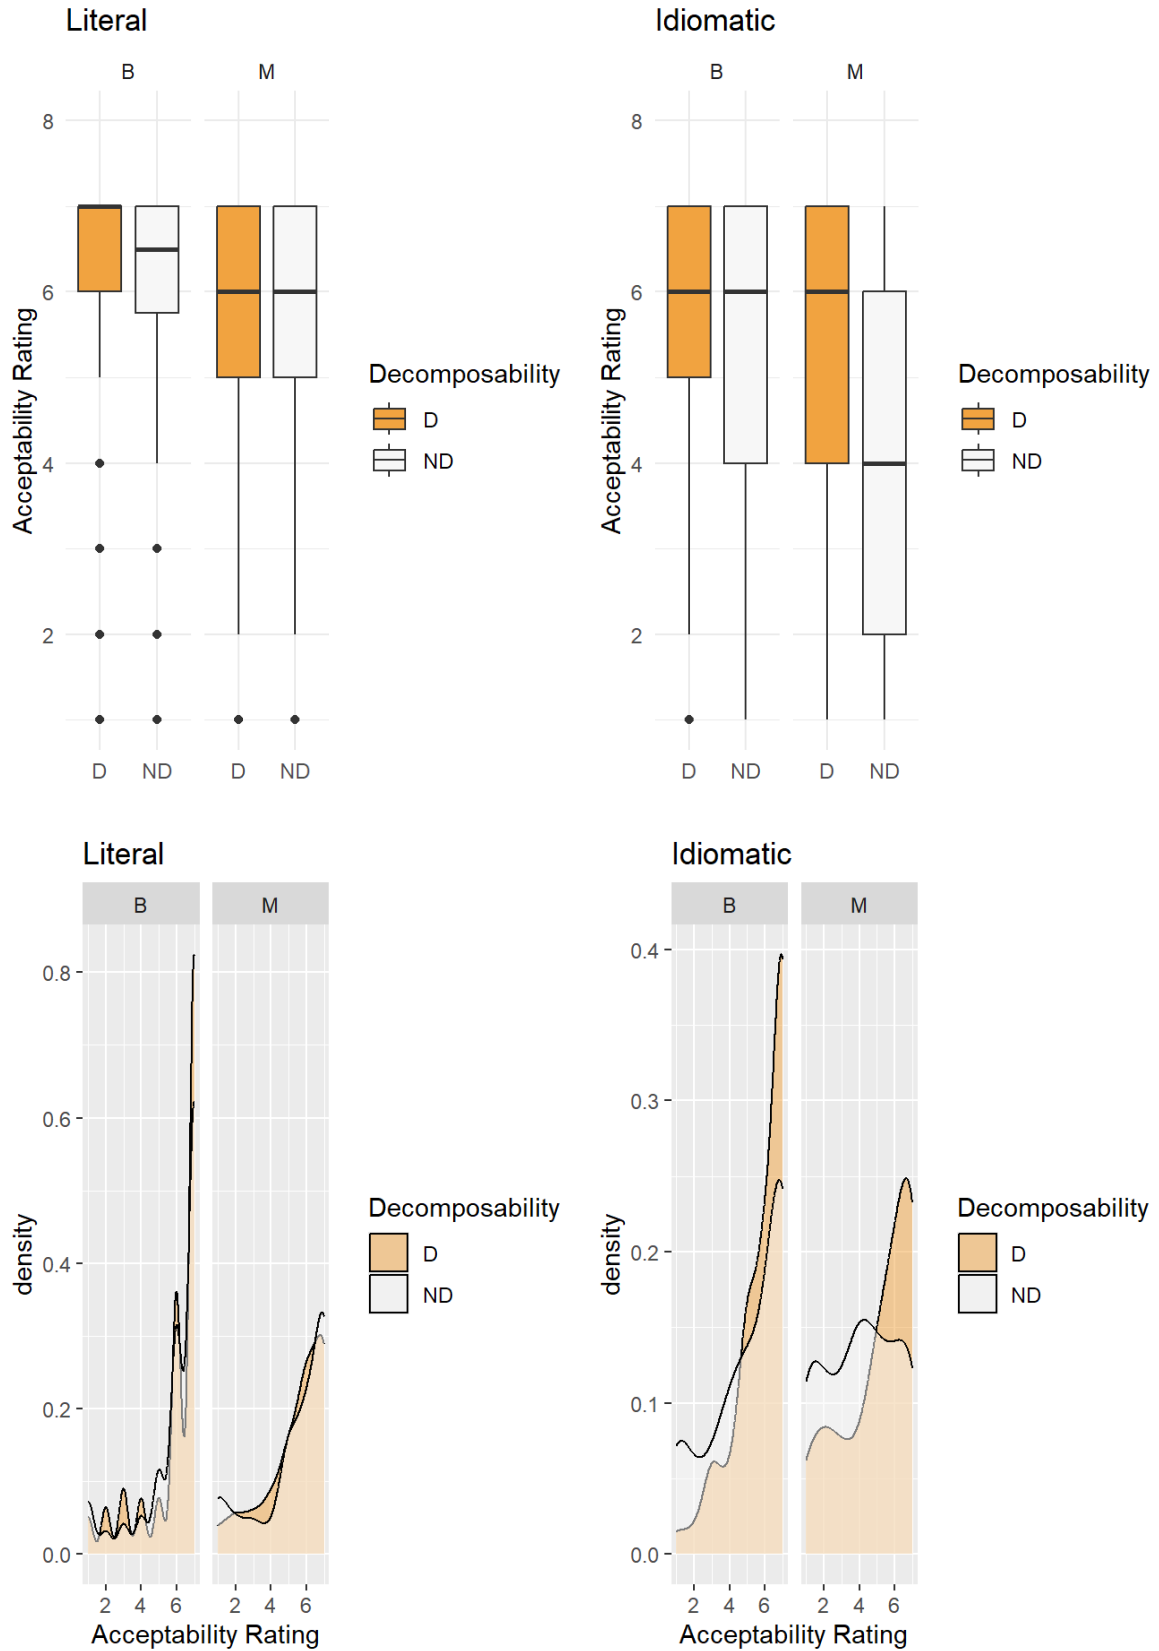 Literal
B M
8
6
4
2
Acceptability Rating
D ND D ND
Decomposability
D
ND
Idiomatic
B M
8
6
4
2
Acceptability Rating
D ND D ND
Decomposability
D
ND
Literal
B M
0.8
0.6
0.4
0.2
0.0
density
2 4 6 2 4 6
Acceptability Rating
Decomposability
D
ND
Idiomatic
B M
0.4
0.3
0.2
0.1
0.0
density
2 4 6 2 4 6
Acceptability Rating
Decomposability
D
ND